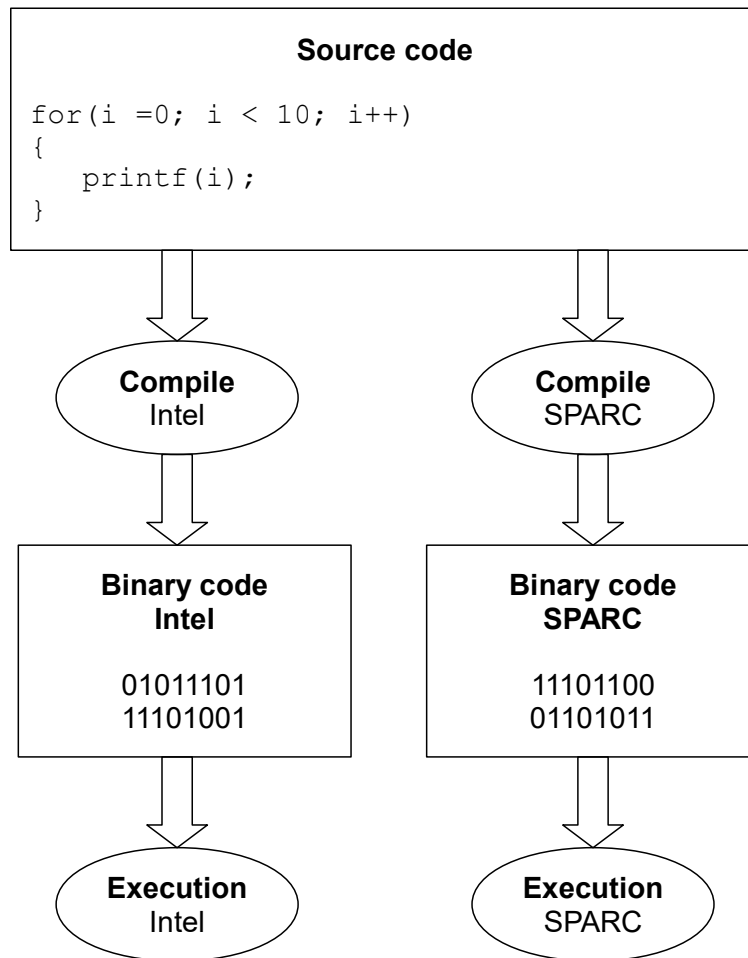 Source code
for(i =0; i < 10; i++)
{
   printf(i);
}
Compile
Intel
Compile
SPARC
Binary code
Intel
01011101
11101001
Binary code
SPARC
11101100
01101011
Execution
Intel
Execution
SPARC